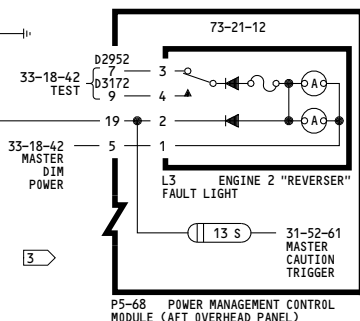 73-21-12
D2952
7 3
33-18-42
TEST
D3172
9 4
19 2
33-18-42 5 1
MASTER
DIM
POWER
A
A
L3 ENGINE 2 "REVERSER"
FAULT LIGHT
13 S
31-52-61
MASTER
CAUTION
TRIGGER
3
P5-68 POWER MANAGEMENT CONTROL
MODULE (AFT OVERHEAD PANEL)